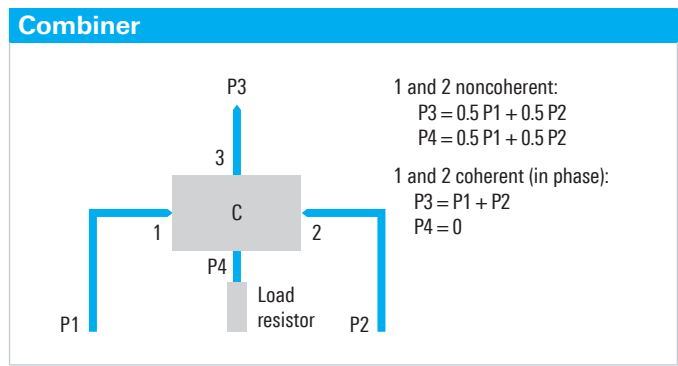 Combiner
P3
3
C
1
2
P4
Load
resistor
P1
P2
1 and 2 noncoherent:
P3 = 0.5 P1 + 0.5 P2
P4 = 0.5 P1 + 0.5 P2
1 and 2 coherent (in phase):
P3 = P1 + P2
P4 = 0